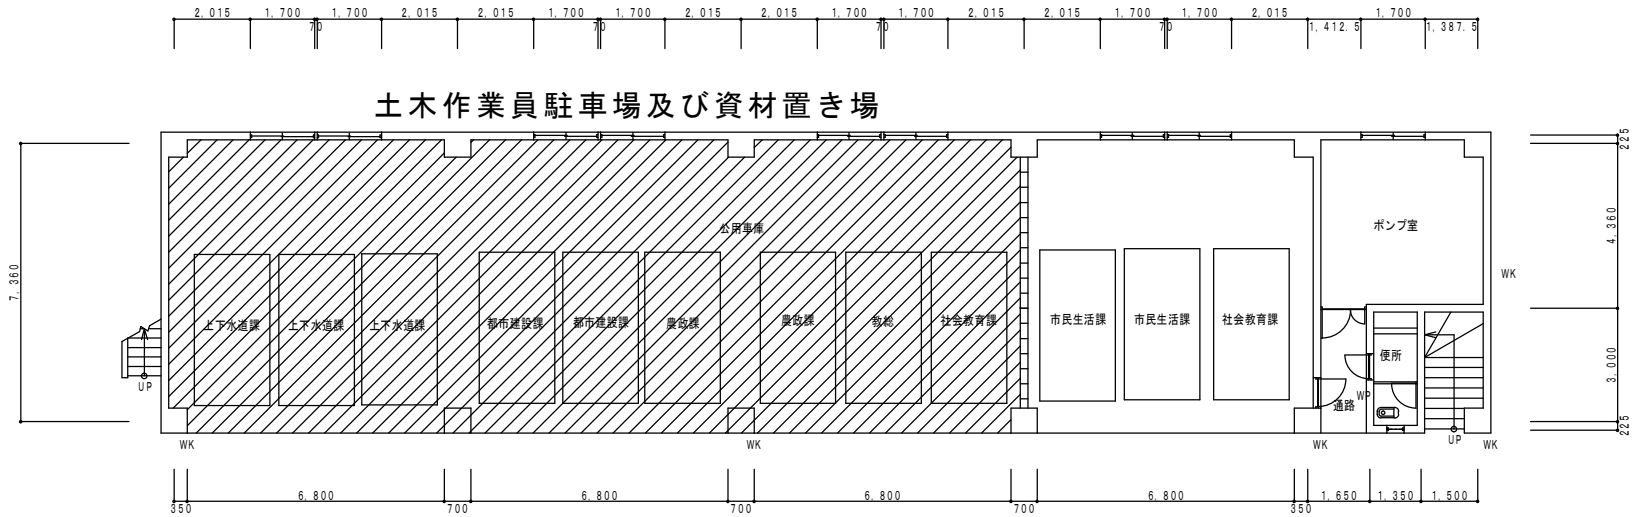 2,015 1,700 1,700 2,015 2,015 1,700 1,700 2,015 2,015 1,700 1,700 2,015 2,015 1,700 1,700 2,015 1,700
70 70 70 70 1,412.5 1,387.5
土木作業員駐車場及び資材置き場
225
公用車庫
ポンプ室
4,360
7,360
WK
上下水道課 上下水道課 上下水道課 都市建設課 都市建設課 農政課 農政課 教総 社会教育課 市民生活課 市民生活課 社会教育課
便所
3,000
UP
WP
通路
225
WK WK WK UP WK
6,800 6,800 6,800 6,800 1,650 1,350 1,500
350 700 700 700 350